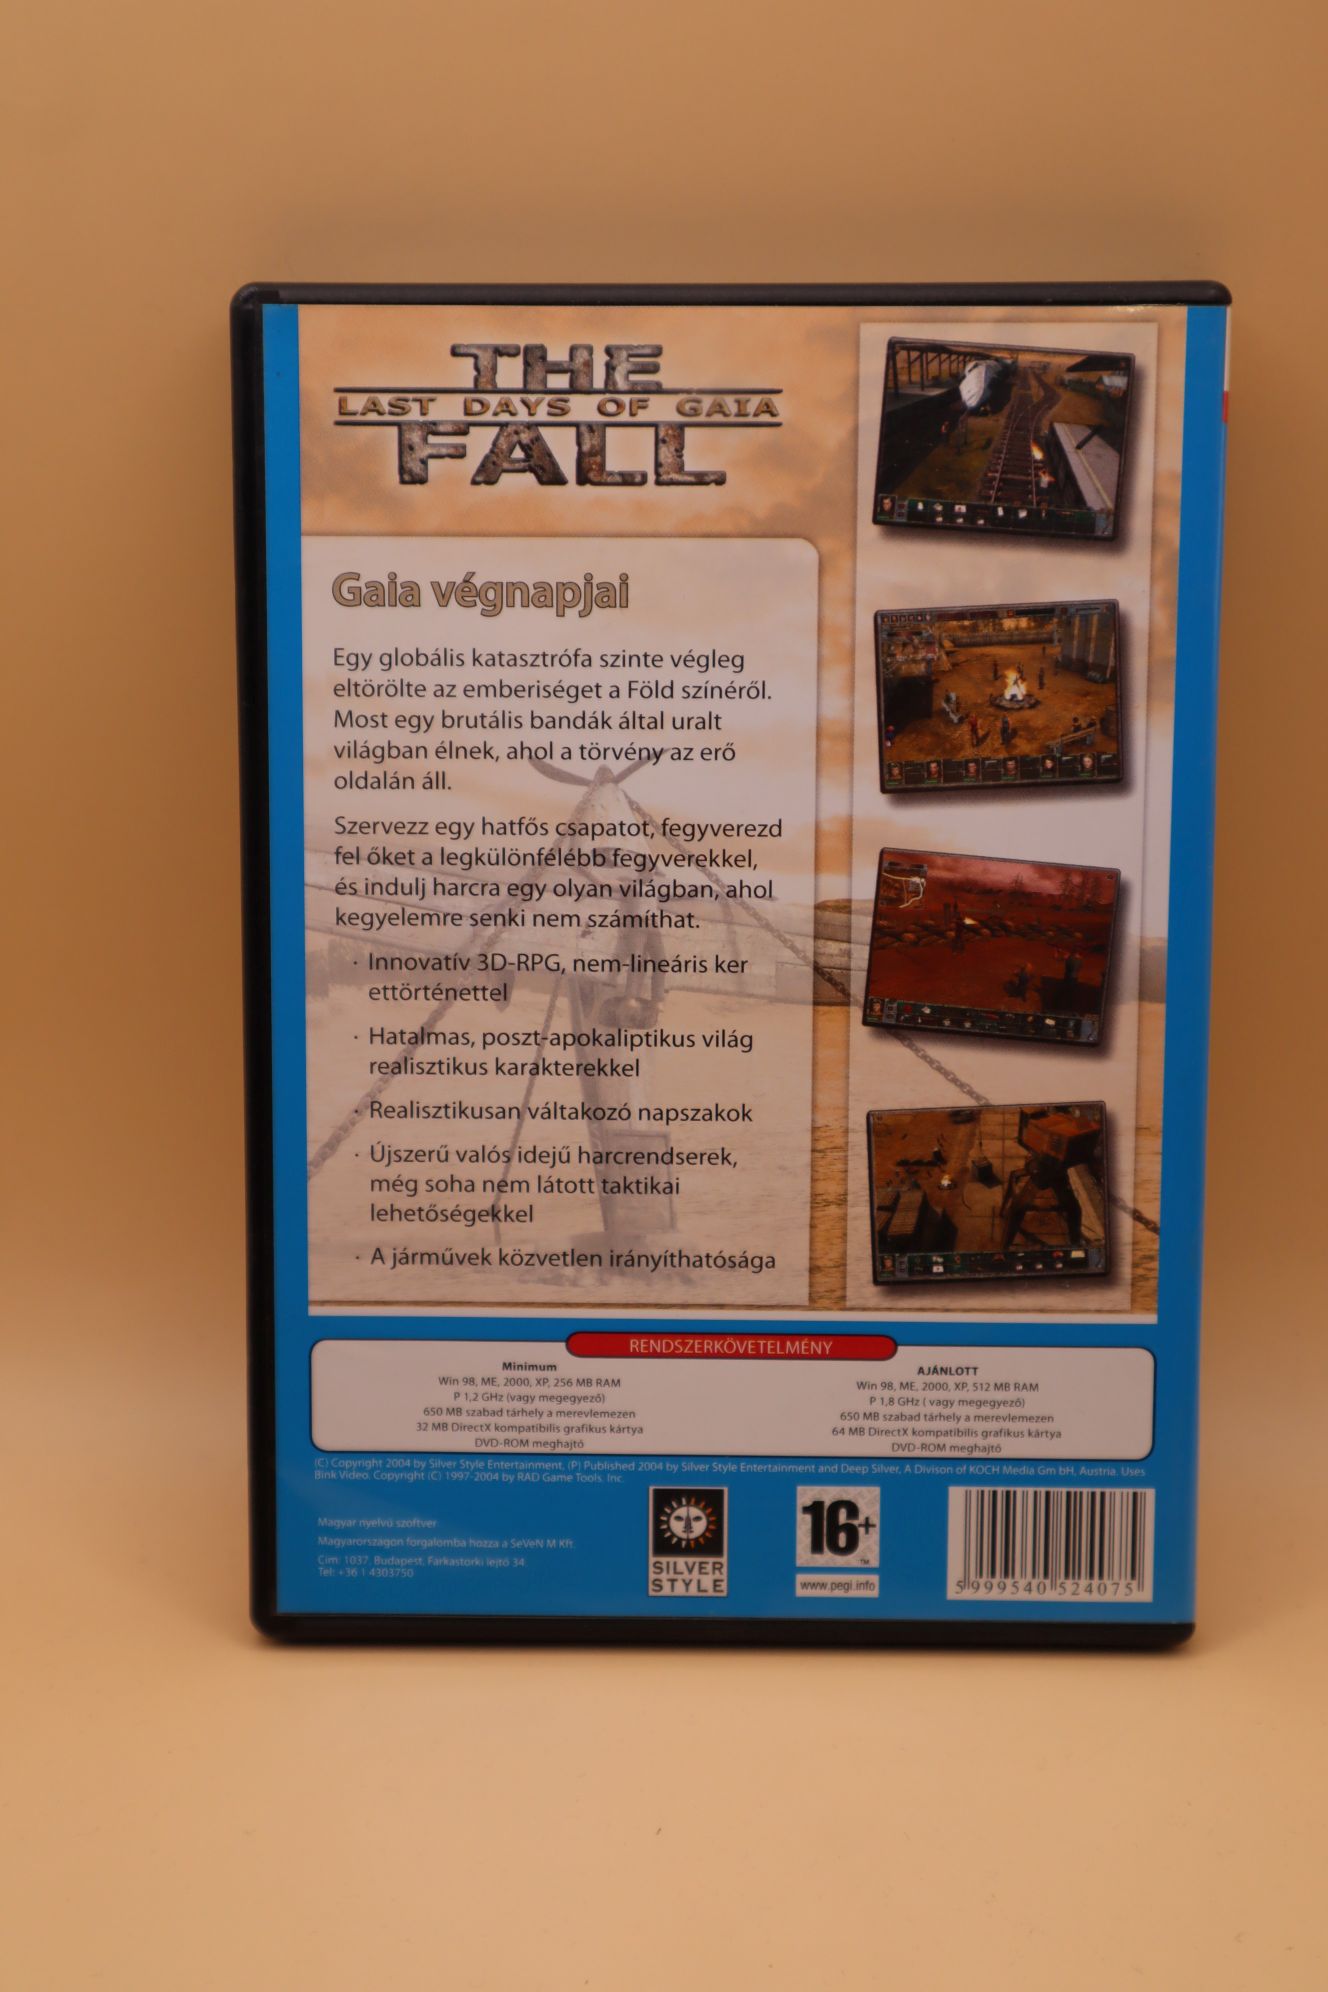 THE
LAST DAYS OF GAIA
FALL
Gaia végnapjai
Egy globális katasztrófa szinte végleg
eltörölte az emberiséget a Föld színéről.
Most egy brutális bandák által uralt
világban élnek, ahol a törvény az erő
oldalán áll.
Szervezz egy hatfős csapatot, fegyverezd
fel őket a legkülönfélébb fegyverekkel,
és indulj harcra egy olyan világban, ahol
kegyelemre senki nem számíthat.
· Innovatív 3D-RPG, nem-lineáris ker
ettörténettel
· Hatalmas, poszt-apokaliptikus világ
realisztikus karakterekkel
· Realisztikusan váltakozó napszakok
· Újszerű valós idejű harcrendserek,
még soha nem látott taktikai
lehetőségekkel
· A járművek közvetlen irányíthatósága
RENDSZERKÖVETELMÉNY
Minimum
Win 98, ME, 2000, XP, 256 MB RAM
P 1,2 GHz (vagy megegyező)
650 MB szabad tárhely a merevlemezen
32 MB DirectX kompatibilis grafikus kártya
DVD-ROM meghajtó
AJÁNLOTT
Win 98, ME, 2000, XP, 512 MB RAM
P 1,8 GHz ( vagy megegyező)
650 MB szabad tárhely a merevlemezen
64 MB DirectX kompatibilis grafikus kártya
DVD-ROM meghajtó
(C) Copyright 2004 by Silver Style Entertainment, (P) Published 2004 by Silver Style Entertainment and Deep Silver, A Divison of KOCH Media Gm bH, Austria. Uses
Bink Video. Copyright (C) 1997-2004 by RAD Game Tools, Inc.
Magyar nyelvű szoftver
Magyarországon forgalomba hozza a SeVeN M Kft.
Cím: 1037, Budapest, Farkastorki lejtő 34.
Tel: +36 1 4303750
SILVER
STYLE
16+
TM
www.pegi.info
5 999540 524075